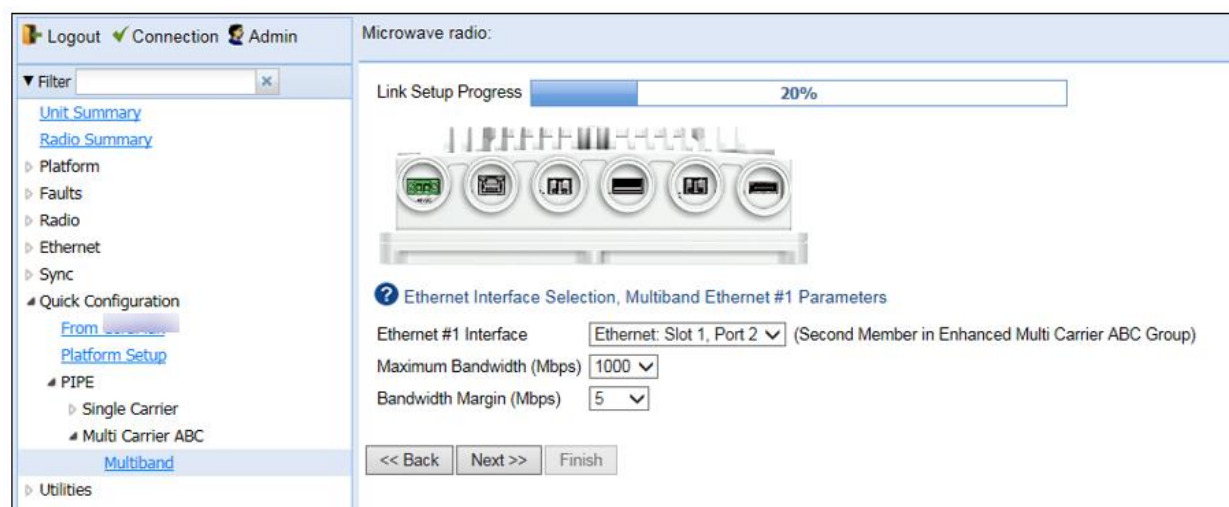 Logout Connection Admin
Microwave radio:
Filter
Unit Summary
Radio Summary
Platform
Faults
Radio
Ethernet
Sync
Quick Configuration
From
Platform Setup
PIPE
Single Carrier
Multi Carrier ABC
Multiband
Utilities
Link Setup Progress 20%
Ethernet Interface Selection, Multiband Ethernet #1 Parameters
Ethernet #1 Interface Ethernet: Slot 1, Port 2 (Second Member in Enhanced Multi Carrier ABC Group)
Maximum Bandwidth (Mbps) 1000
Bandwidth Margin (Mbps) 5
<< Back Next >> Finish